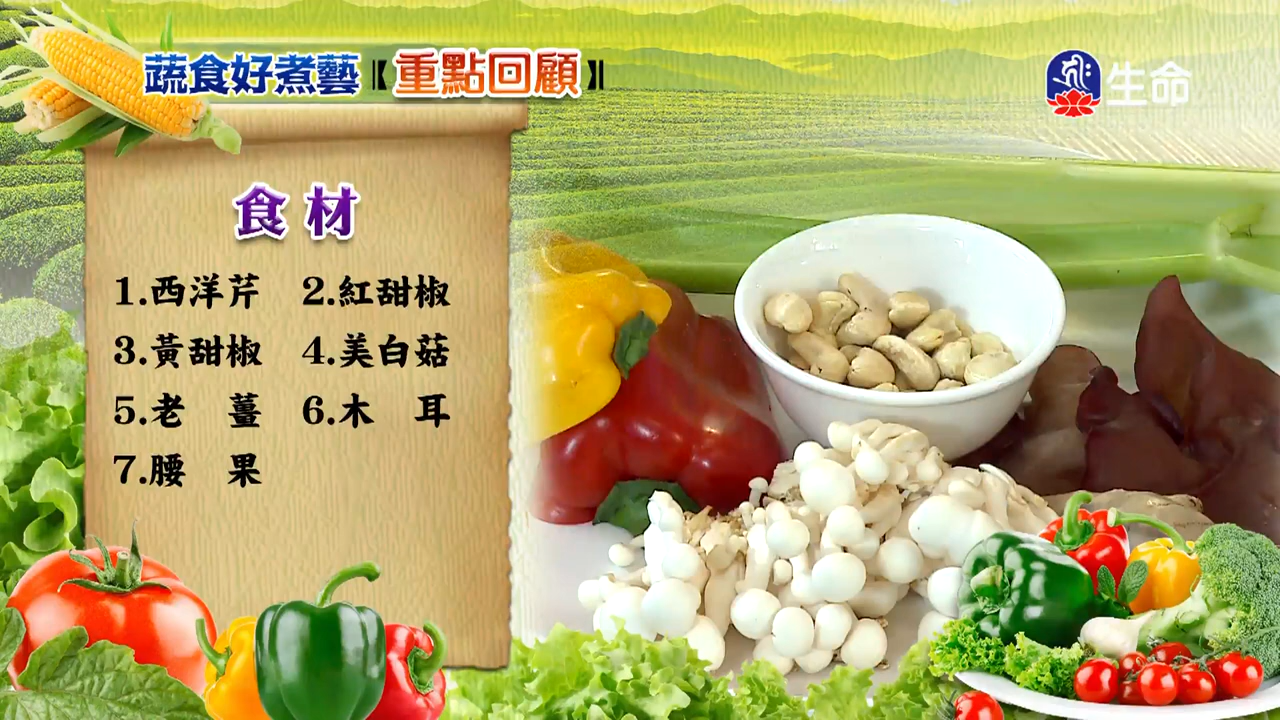 蔬食好煮藝【重點回顧】
生命
食材
1.西洋芹 2.紅甜椒
3.黃甜椒 4.美白菇
5.老 薑 6.木 耳
7.腰 果